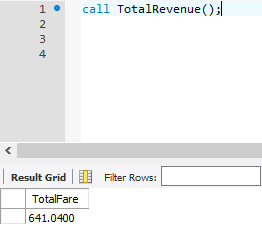 1 call TotalRevenue();
2
3
4
Result Grid Filter Rows:
TotalFare
641.0400